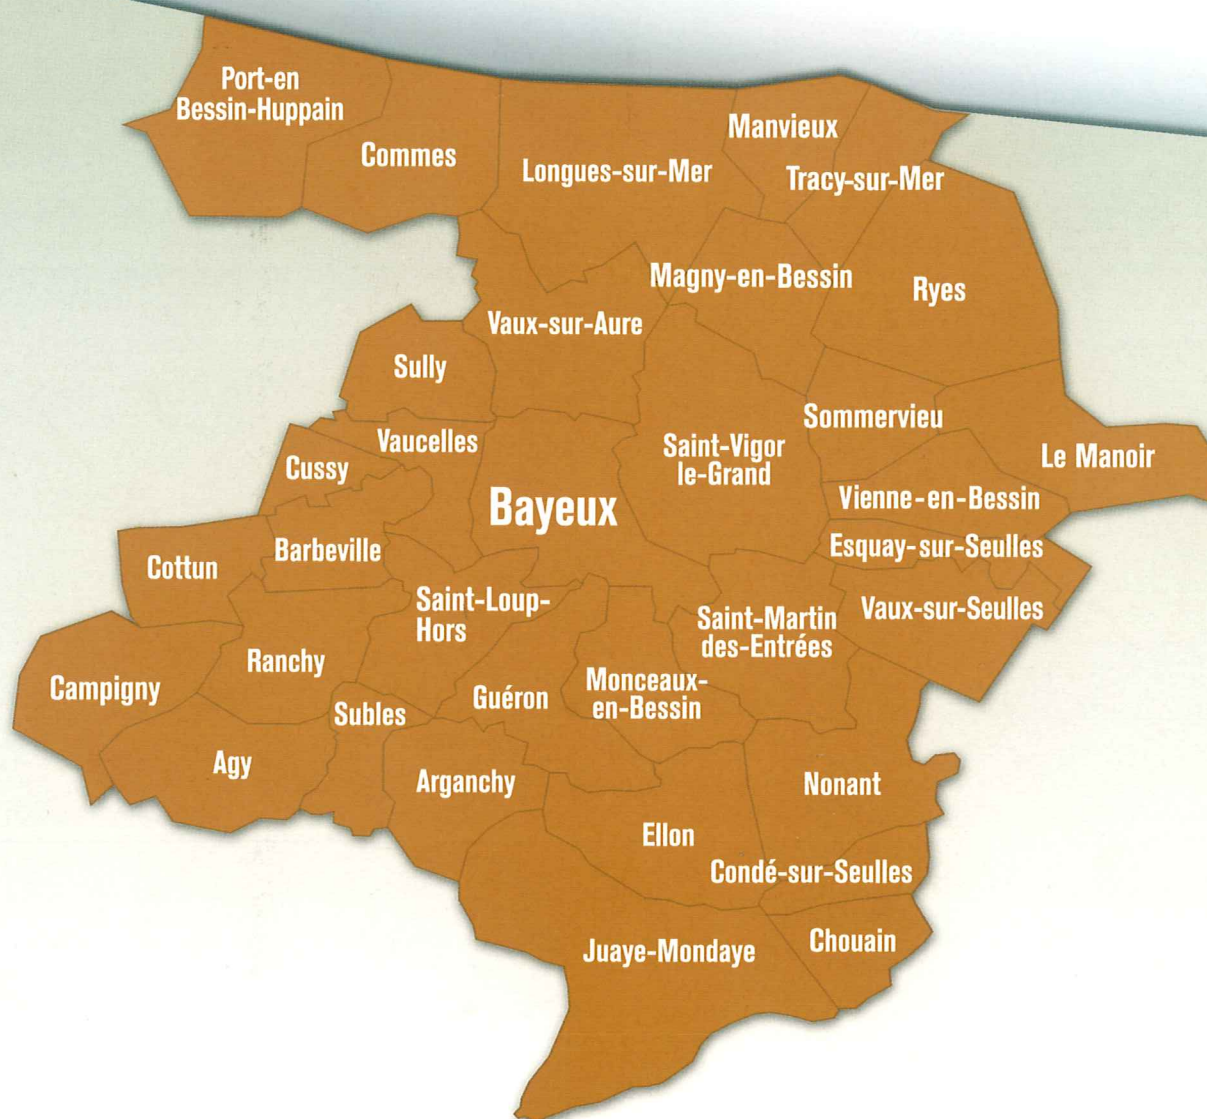 Port-en
Bessin-Huppain
Commes
Longues-sur-Mer
Manvieux
Tracy-sur-Mer
Magny-en-Bessin
Ryes
Vaux-sur-Aure
Sully
Sommervieu
Vaucelles
Saint-Vigor
le-Grand
Le Manoir
Cussy
Bayeux
Vienne-en-Bessin
Barbeville
Esquay-sur-Seulles
Cottun
Saint-Loup-
Hors
Vaux-sur-Seulles
Saint-Martin
des-Entrées
Ranchy
Campigny
Guéron
Monceaux-
en-Bessin
Subles
Agy
Arganchy
Nonant
Ellon
Condé-sur-Seulles
Chouain
Juaye-Mondaye